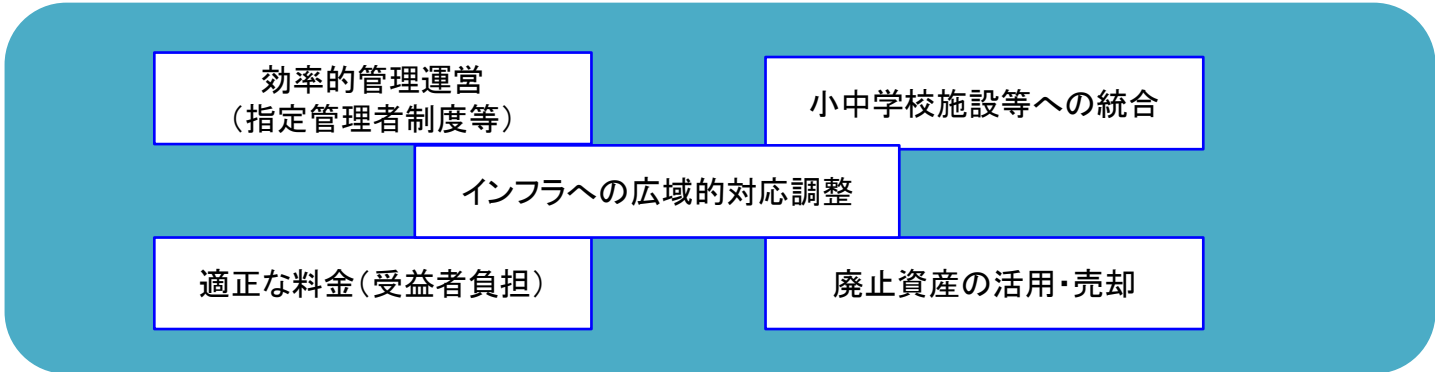 効率的管理運営
（指定管理者制度等）
小中学校施設等への統合
インフラへの広域的対応調整
適正な料金（受益者負担）
廃止資産の活用・売却